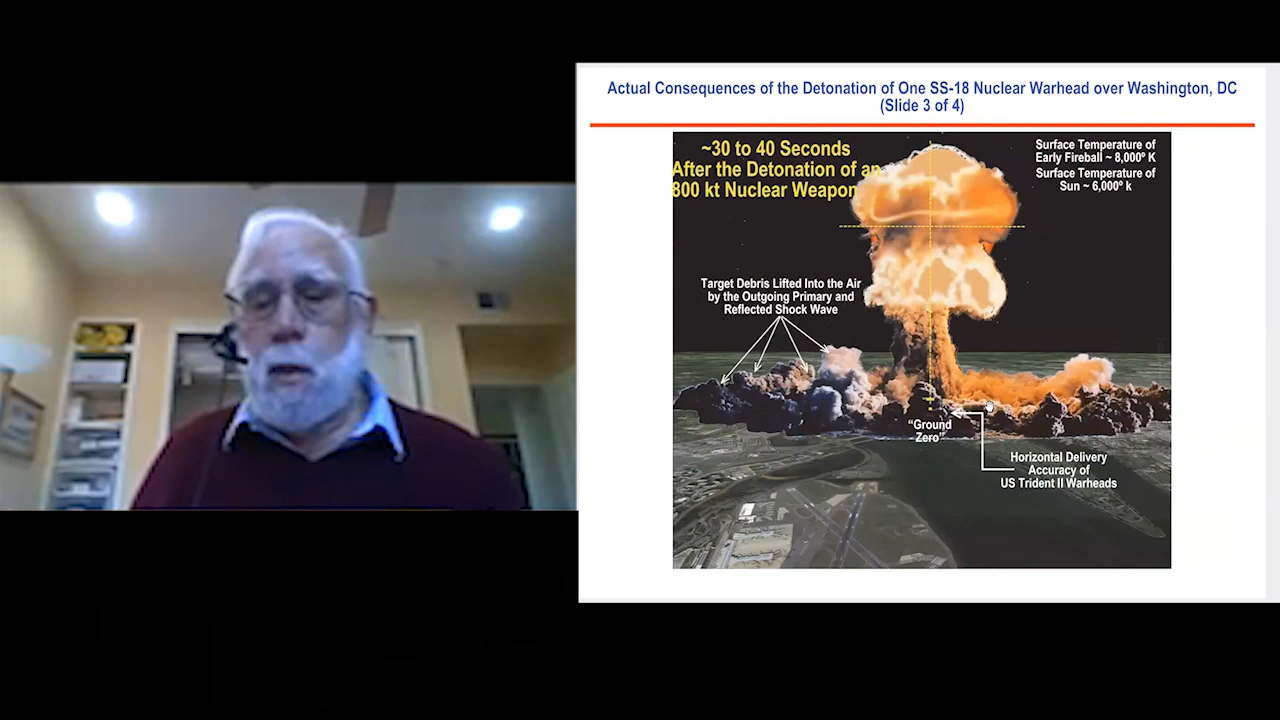 Actual Consequences of the Detonation of One SS-18 Nuclear Warhead over Washington, DC
(Slide 3 of 4)
~30 to 40 Seconds
After the Detonation of an
800 kt Nuclear Weapon
Surface Temperature of
Early Fireball ~ 8,000º K
Surface Temperature of
Sun ~ 6,000º k
Target Debris Lifted Into the Air
by the Outgoing Primary and
Reflected Shock Wave
“Ground
Zero”
Horizontal Delivery
Accuracy of
US Trident II Warheads